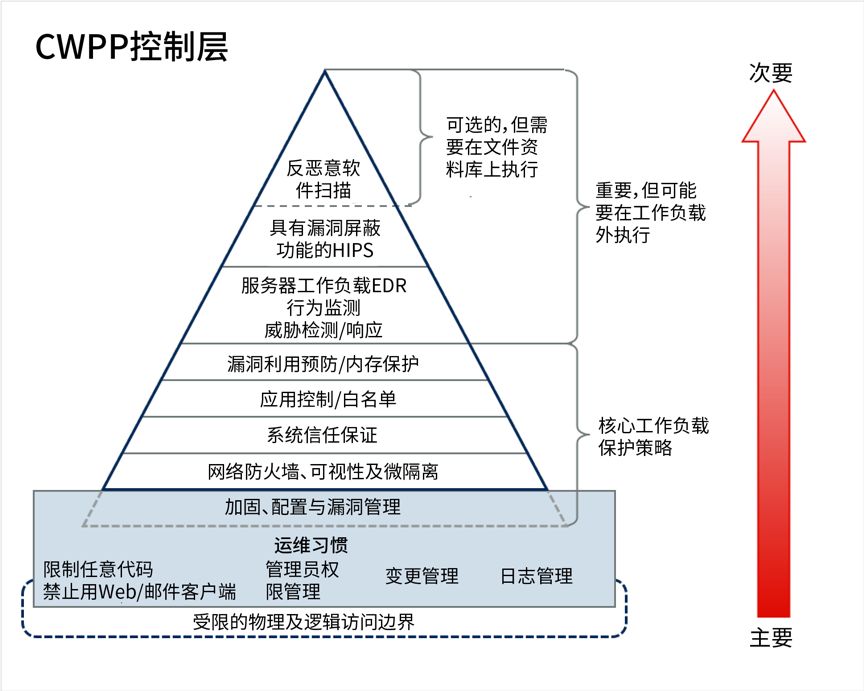 CWPP控制层
次要
可选的，但需
要在文件资
料库上执行
反恶意软
件扫描
重要，但可能
要在工作负载
外执行
具有漏洞屏蔽
功能的HIPS
服务器工作负载EDR
行为监测
威胁检测/响应
漏洞利用预防/内存保护
应用控制/白名单
核心工作负载
保护策略
系统信任保证
网络防火墙、可视性及微隔离
加固、配置与漏洞管理
运维习惯
限制任意代码
禁止用Web/邮件客户端
管理员权
限管理
变更管理
日志管理
受限的物理及逻辑访问边界
主要